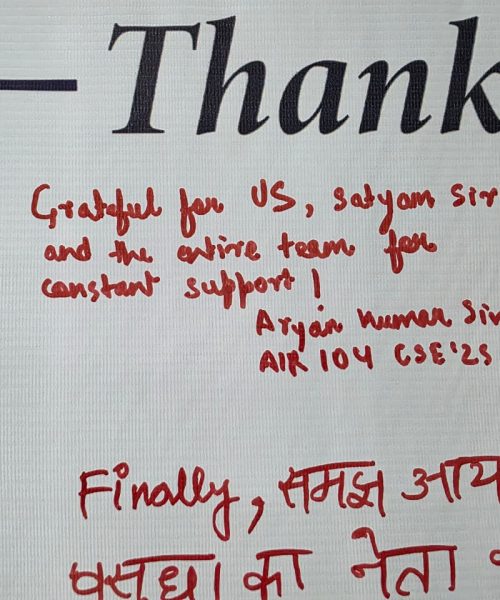 — Thank
Grateful for US, Satyam Sir
and the entire team for
constant support!
Aryan Kumar Sin
AIR 104 CSE'25
Finally, समझ आय
वसुधा का नेता